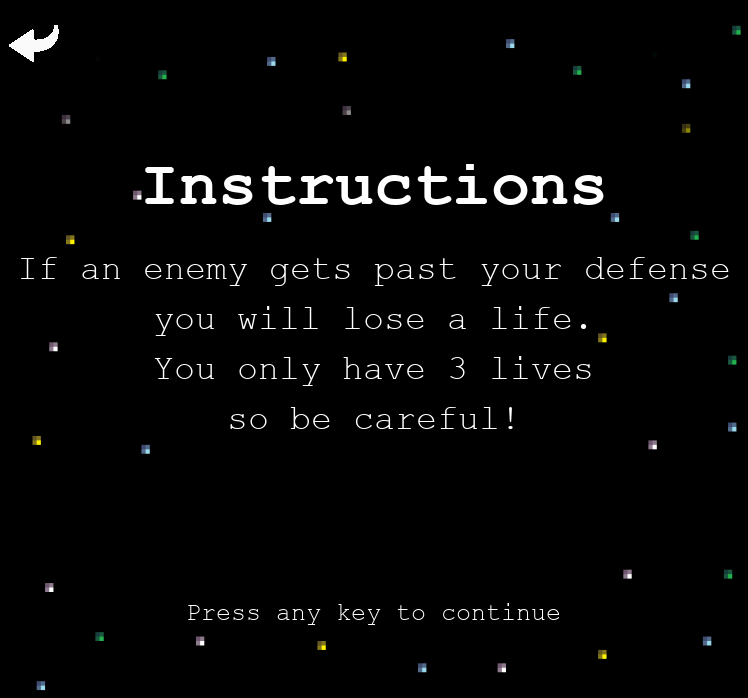 Instructions
If an enemy gets past your defense
you will lose a life.
You only have 3 lives
so be careful!
Press any key to continue